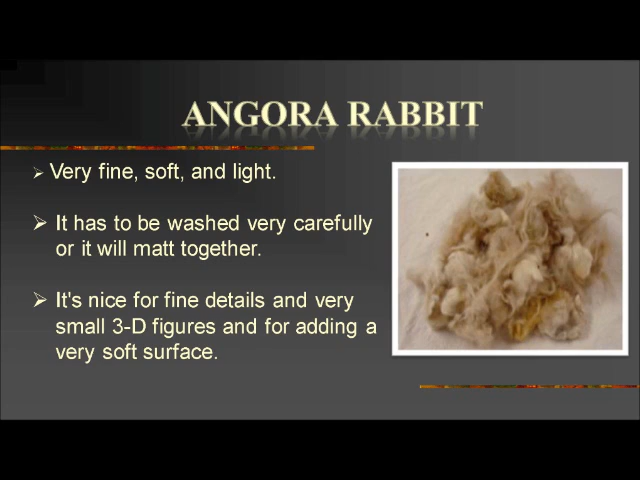 ANGORA RABBIT
➢ Very fine, soft, and light.
➢ It has to be washed very carefully
or it will matt together.
➢ It's nice for fine details and very
small 3-D figures and for adding a
very soft surface.